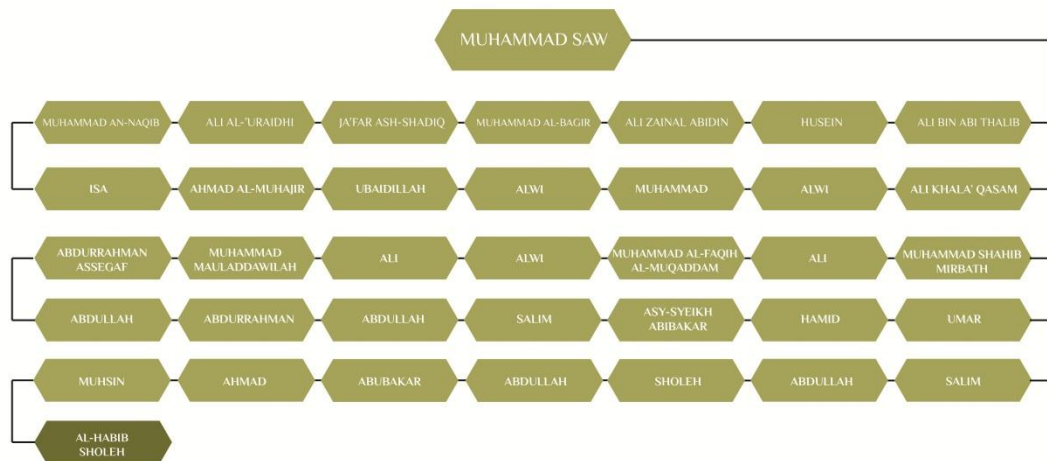 MUHAMMAD SAW
MUHAMMAD AN-NAQIB
ALI AL-'URAIDHI
JA'FAR ASH-SHADIQ
MUHAMMAD AL-BAGIR
ALI ZAINAL ABIDIN
HUSEIN
ALI BIN ABI THALIB
ISA
AHMAD AL-MUHAJIR
UBAIDILLAH
ALWI
MUHAMMAD
ALWI
ALI KHALA' QASAM
ABDURRAHMAN
ASSEGAF
MUHAMMAD
MAULADDAWILAH
ALI
ALWI
MUHAMMAD AL-FAQIH
AL-MUQADDAM
ALI
MUHAMMAD SHAHIB
MIRBATH
ABDULLAH
ABDURRAHMAN
ABDULLAH
SALIM
ASY-SYEIKH
ABIBAKAR
HAMID
UMAR
MUHSIN
AHMAD
ABUBAKAR
ABDULLAH
SHOLEH
ABDULLAH
SALIM
AL-HABIB
SHOLEH